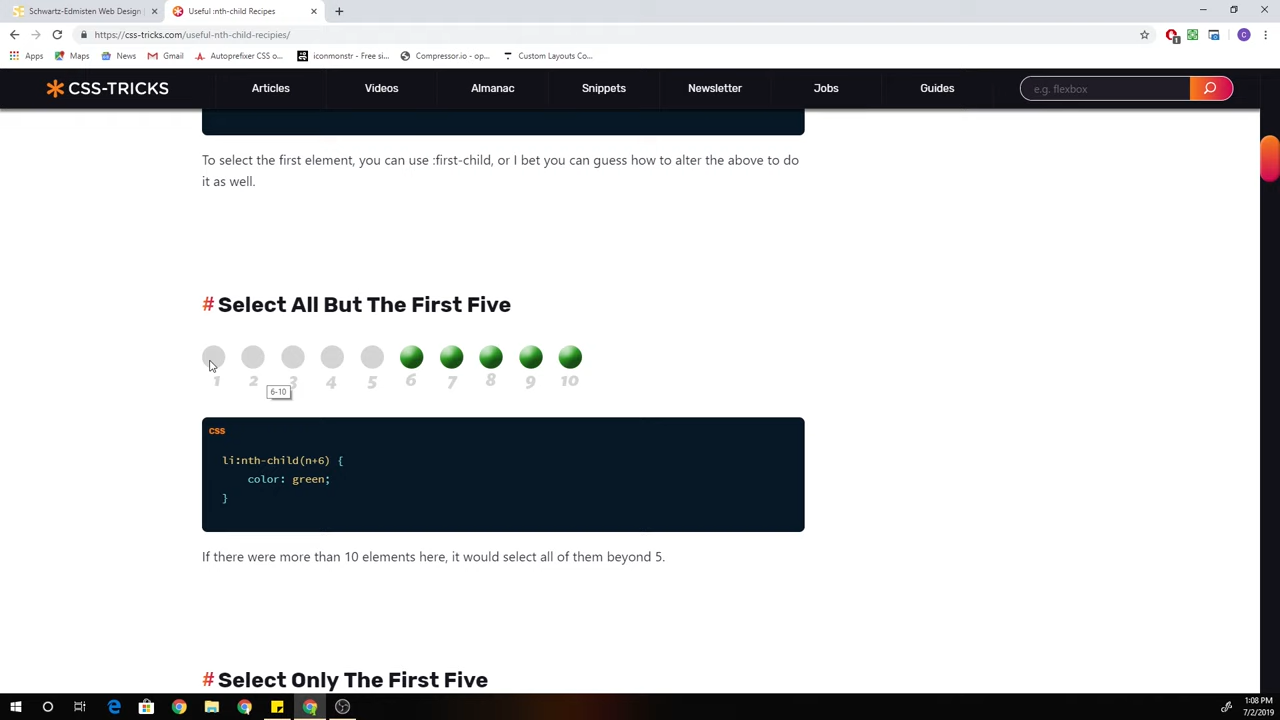 Schwartz-Edmisten Web Design
Useful :nth-child Recipes
https://css-tricks.com/useful-nth-child-recipies/
Apps
Maps
News
Gmail
Autoprefixer CSS o...
iconmonstr - Free si...
Compressor.io - op...
Custom Layouts Co...
CSS-TRICKS
Articles
Videos
Almanac
Snippets
Newsletter
Jobs
Guides
e.g. flexbox
To select the first element, you can use :first-child, or I bet you can guess how to alter the above to do
it as well.
# Select All But The First Five
1 2 3 4 5 6 7 8 9 10
6-10
CSS
li:nth-child(n+6) {
color: green;
}
If there were more than 10 elements here, it would select all of them beyond 5.
# Select Only The First Five
1:08 PM
7/2/2019